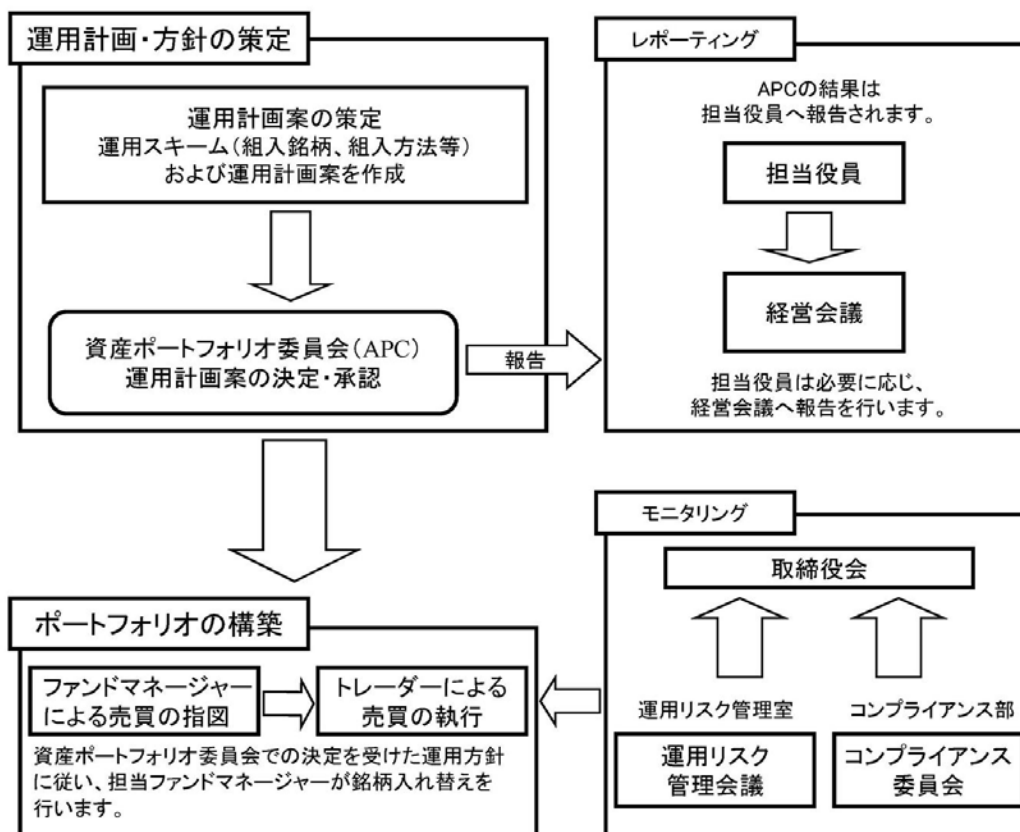 運用計画・方針の策定
運用計画案の策定
運用スキーム（組入銘柄、組入方法等）
および運用計画案を作成
資産ポートフォリオ委員会（APC）
運用計画案の決定・承認
報告
レポーティング
APCの結果は
担当役員へ報告されます。
担当役員
経営会議
担当役員は必要に応じ、
経営会議へ報告を行います。
ポートフォリオの構築
ファンドマネージャー
による売買の指図
トレーダーによる
売買の執行
資産ポートフォリオ委員会での決定を受けた運用方針
に従い、担当ファンドマネージャーが銘柄入れ替えを
行います。
モニタリング
取締役会
運用リスク管理室
運用リスク
管理会議
コンプライアンス部
コンプライアンス
委員会